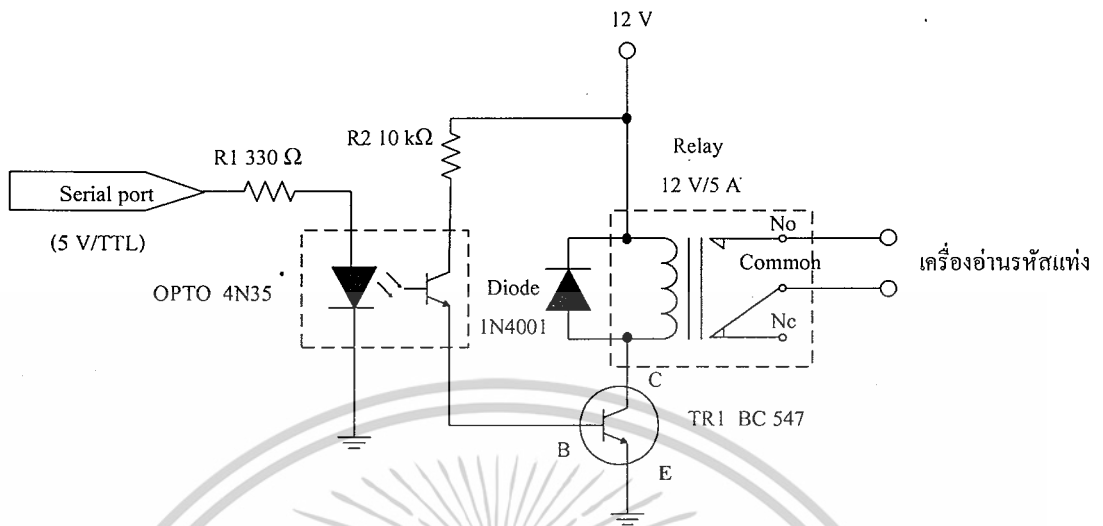 12 V
R2 10 kΩ
R1 330 Ω
Relay
12 V/5 A
Serial port
(5 V/TTL)
No
Commoh
เครื่องอ่านรหัสแท่ง
OPTO 4N35
Diode
1N4001
Nc
C
TR1 BC 547
B
E